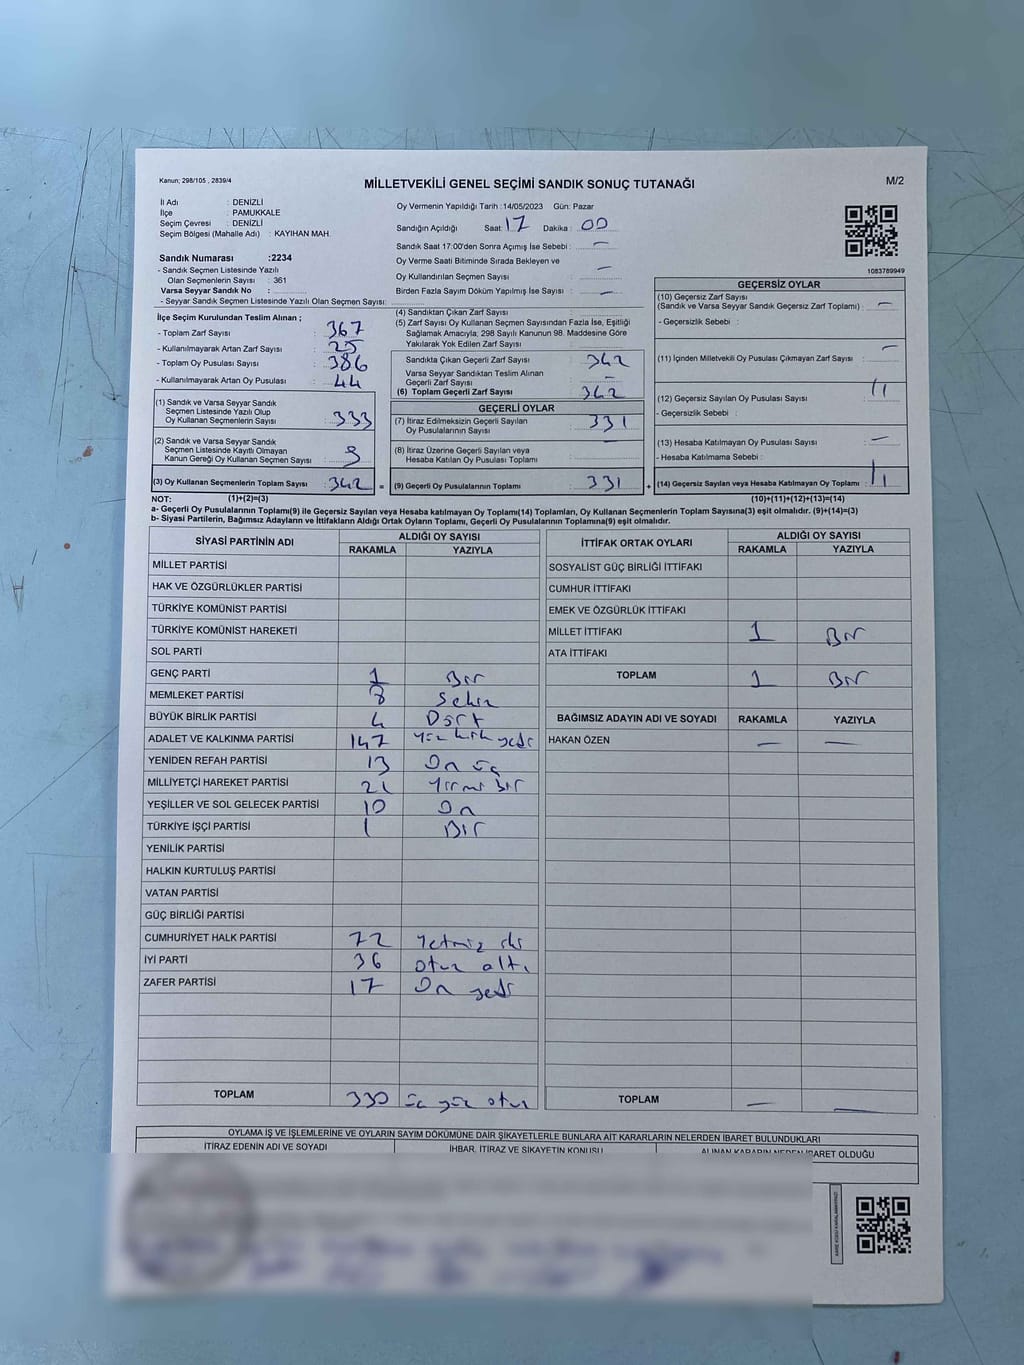 Kanun; 298/105 , 2839/4
MİLLETVEKİLİ GENEL SEÇİMİ SANDIK SONUÇ TUTANAĞI
M/2
İl Adı : DENİZLİ
İlçe : PAMUKKALE
Seçim Çevresi : DENİZLİ
Seçim Bölgesi (Mahalle Adı) : KAYIHAN MAH.
Sandık Numarası :2234
- Sandık Seçmen Listesinde Yazılı
Olan Seçmenlerin Sayısı : 361
Varsa Seyyar Sandık No :
- Seyyar Sandık Seçmen Listesinde Yazılı Olan Seçmen Sayısı:
Oy Vermenin Yapıldığı Tarih :14/05/2023 Gün: Pazar
Sandığın Açıldığı Saat: 17 Dakika : 00
Sandık Saat 17:00'den Sonra Açımış İse Sebebi : —
Oy Verme Saati Bitiminde Sırada Bekleyen ve
Oy Kullandırılan Seçmen Sayısı : —
Birden Fazla Sayım Döküm Yapılmış İse Sayısı : —
1083789949
İlçe Seçim Kurulundan Teslim Alınan ;
- Toplam Zarf Sayısı : 367
- Kullanılmayarak Artan Zarf Sayısı : 25
- Toplam Oy Pusulası Sayısı : 386
- Kullanılmayarak Artan Oy Pusulası : 44
(1) Sandık ve Varsa Seyyar Sandık
Seçmen Listesinde Yazılı Olup
Oy Kullanan Seçmenlerin Sayısı : 333
(2) Sandık ve Varsa Seyyar Sandık
Seçmen Listesinde Kayıtlı Olmayan
Kanun Gereği Oy Kullanan Seçmen Sayısı : 9
(3) Oy Kullanan Seçmenlerin Toplam Sayısı : 342 =
(4) Sandıktan Çıkan Zarf Sayısı :
(5) Zarf Sayısı Oy Kullanan Seçmen Sayısından Fazla İse, Eşitliği
Sağlamak Amacıyla; 298 Sayılı Kanunun 98. Maddesine Göre
Yakılarak Yok Edilen Zarf Sayısı :
Sandıkta Çıkan Geçerli Zarf Sayısı : 342
Varsa Seyyar Sandıktan Teslim Alınan
Geçerli Zarf Sayısı : —
(6) Toplam Geçerli Zarf Sayısı : 342
GEÇERLİ OYLAR
(7) İtiraz Edilmeksizin Geçerli Sayılan
Oy Pusulalarının Sayısı : 331
(8) İtiraz Üzerine Geçerli Sayılan veya
Hesaba Katılan Oy Pusulası Toplamı : —
(9) Geçerli Oy Pusulalarının Toplamı : 331 +
GEÇERSİZ OYLAR
(10) Geçersiz Zarf Sayısı
(Sandık ve Varsa Seyyar Sandık Geçersiz Zarf Toplamı) : —
- Geçersizlik Sebebi :
(11) İçinden Milletvekili Oy Pusulası Çıkmayan Zarf Sayısı : —
(12) Geçersiz Sayılan Oy Pusulası Sayısı : 11
- Geçersizlik Sebebi :
(13) Hesaba Katılmayan Oy Pusulası Sayısı : —
- Hesaba Katılmama Sebebi :
(14) Geçersiz Sayılan veya Hesaba Katılmayan Oy Toplamı : 11
NOT: (1)+(2)=(3) (10)+(11)+(12)+(13)=(14)
a- Geçerli Oy Pusulalarının Toplamı(9) ile Geçersiz Sayılan veya Hesaba Katılmayan Oy Toplamı(14) Toplamları, Oy Kullanan Seçmenlerin Toplam Sayısına(3) eşit olmalıdır. (9)+(14)=(3)
b- Siyasi Partilerin, Bağımsız Adayların ve İttifakların Aldığı Ortak Oyların Toplamı, Geçerli Oy Pusulalarının Toplamına(9) eşit olmalıdır.
SİYASİ PARTİNİN ADI ALDIĞI OY SAYISI
RAKAMLA YAZIYLA
MİLLET PARTİSİ
HAK VE ÖZGÜRLÜKLER PARTİSİ
TÜRKİYE KOMÜNİST PARTİSİ
TÜRKİYE KOMÜNİST HAREKETİ
SOL PARTİ
GENÇ PARTİ 1 Bir
MEMLEKET PARTİSİ 8 Sekiz
BÜYÜK BİRLİK PARTİSİ 4 Dört
ADALET VE KALKINMA PARTİSİ 147 Yüz kırk yedi
YENİDEN REFAH PARTİSİ 13 On üç
MİLLİYETÇİ HAREKET PARTİSİ 21 Yirmi bir
YEŞİLLER VE SOL GELECEK PARTİSİ 10 On
TÜRKİYE İŞÇİ PARTİSİ 1 Bir
YENİLİK PARTİSİ
HALKIN KURTULUŞ PARTİSİ
VATAN PARTİSİ
GÜÇ BİRLİĞİ PARTİSİ
CUMHURİYET HALK PARTİSİ 72 Yetmiş iki
İYİ PARTİ 36 otuz altı
ZAFER PARTİSİ 17 On yedi
TOPLAM 330 üç yüz otuz
İTTİFAK ORTAK OYLARI ALDIĞI OY SAYISI
RAKAMLA YAZIYLA
SOSYALİST GÜÇ BİRLİĞİ İTTİFAKI
CUMHUR İTTİFAKI
EMEK VE ÖZGÜRLÜK İTTİFAKI
MİLLET İTTİFAKI 1 Bir
ATA İTTİFAKI
TOPLAM 1 Bir
BAĞIMSIZ ADAYIN ADI VE SOYADI RAKAMLA YAZIYLA
HAKAN ÖZEN — —
TOPLAM — —
OYLAMA İŞ VE İŞLEMLERİNE VE OYLARIN SAYIM DÖKÜMÜNE DAİR ŞİKAYETLERLE BUNLARA AİT KARARLARIN NELERDEN İBARET BULUNDUKLARI
İTİRAZ EDENİN ADI VE SOYADI İHBAR, İTİRAZ VE ŞİKAYETİN KONUSU ALINAN KARARIN NEDEN İBARET OLDUĞU